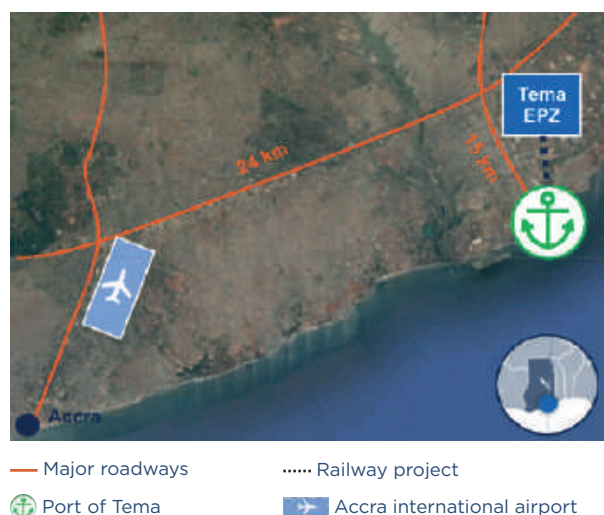 Tema
EPZ
24 km
15 km
Accra
Major roadways
Railway project
Port of Tema
Accra international airport